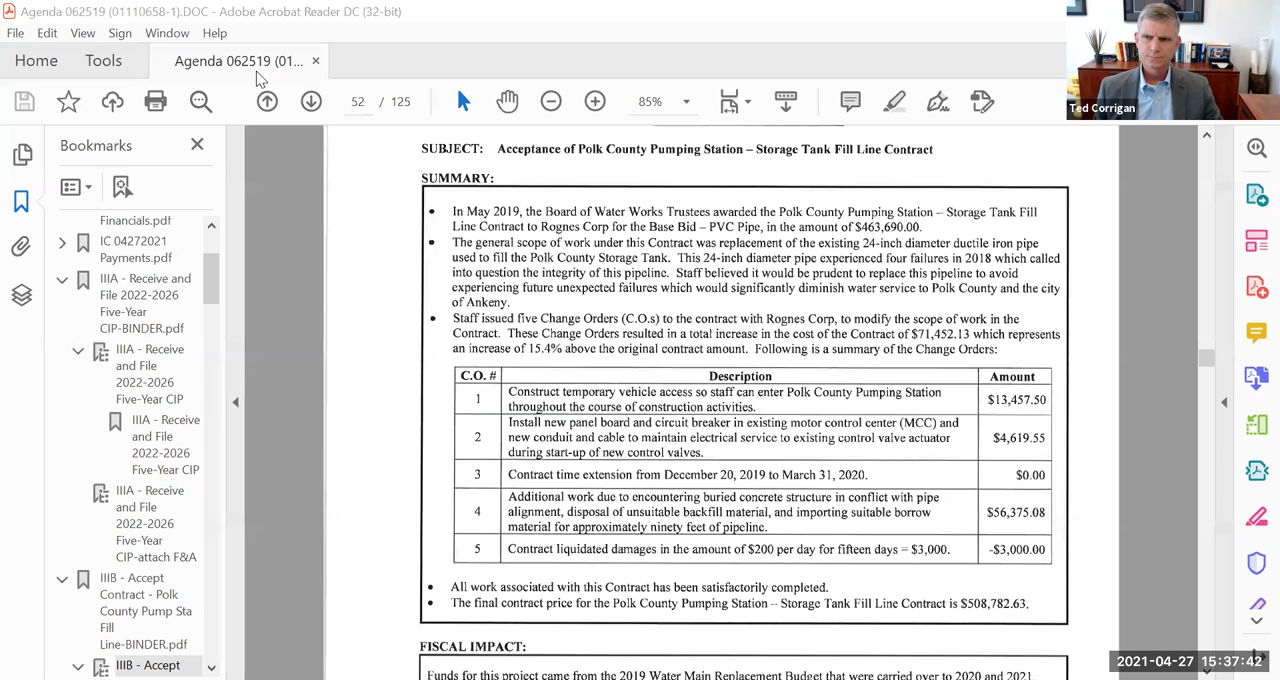 Agenda 062519 (01110658-1).DOC - Adobe Acrobat Reader DC (32-bit)
File Edit View Sign Window Help
Home Tools Agenda 062519 (01... ×
52 / 125 85%
Ted Corrigan
Bookmarks
Financials.pdf
IC 04272021
Payments.pdf
IIIA - Receive
and File
2022-2026
Five-Year
CIP-BINDER.pdf
IIIA - Receive
and File
2022-2026
Five-Year CIP
IIIA - Receive
and File
2022-2026
Five-Year CIP
IIIA - Receive
and File
2022-2026
Five-Year
CIP-attach F&A
IIIB - Accept
Contract - Polk
County Pump Sta
Fill
Line-BINDER.pdf
IIIB - Accept
SUBJECT: Acceptance of Polk County Pumping Station – Storage Tank Fill Line Contract
SUMMARY:
• In May 2019, the Board of Water Works Trustees awarded the Polk County Pumping Station – Storage Tank Fill
Line Contract to Rognes Corp for the Base Bid – PVC Pipe, in the amount of $463,690.00.
• The general scope of work under this Contract was replacement of the existing 24-inch diameter ductile iron pipe
used to fill the Polk County Storage Tank. This 24-inch diameter pipe experienced four failures in 2018 which called
into question the integrity of this pipeline. Staff believed it would be prudent to replace this pipeline to avoid
experiencing future unexpected failures which would significantly diminish water service to Polk County and the city
of Ankeny.
• Staff issued five Change Orders (C.O.s) to the contract with Rognes Corp, to modify the scope of work in the
Contract. These Change Orders resulted in a total increase in the cost of the Contract of $71,452.13 which represents
an increase of 15.4% above the original contract amount. Following is a summary of the Change Orders:
C.O. # Description Amount
1 Construct temporary vehicle access so staff can enter Polk County Pumping Station
throughout the course of construction activities. $13,457.50
2 Install new panel board and circuit breaker in existing motor control center (MCC) and
new conduit and cable to maintain electrical service to existing control valve actuator
during start-up of new control valves. $4,619.55
3 Contract time extension from December 20, 2019 to March 31, 2020. $0.00
4 Additional work due to encountering buried concrete structure in conflict with pipe
alignment, disposal of unsuitable backfill material, and importing suitable borrow
material for approximately ninety feet of pipeline. $56,375.08
5 Contract liquidated damages in the amount of $200 per day for fifteen days = $3,000. -$3,000.00
• All work associated with this Contract has been satisfactorily completed.
• The final contract price for the Polk County Pumping Station – Storage Tank Fill Line Contract is $508,782.63.
FISCAL IMPACT:
Funds for this project came from the 2019 Water Main Replacement Budget that were carried over to 2020 and 2021.
2021-04-27 15:37:42